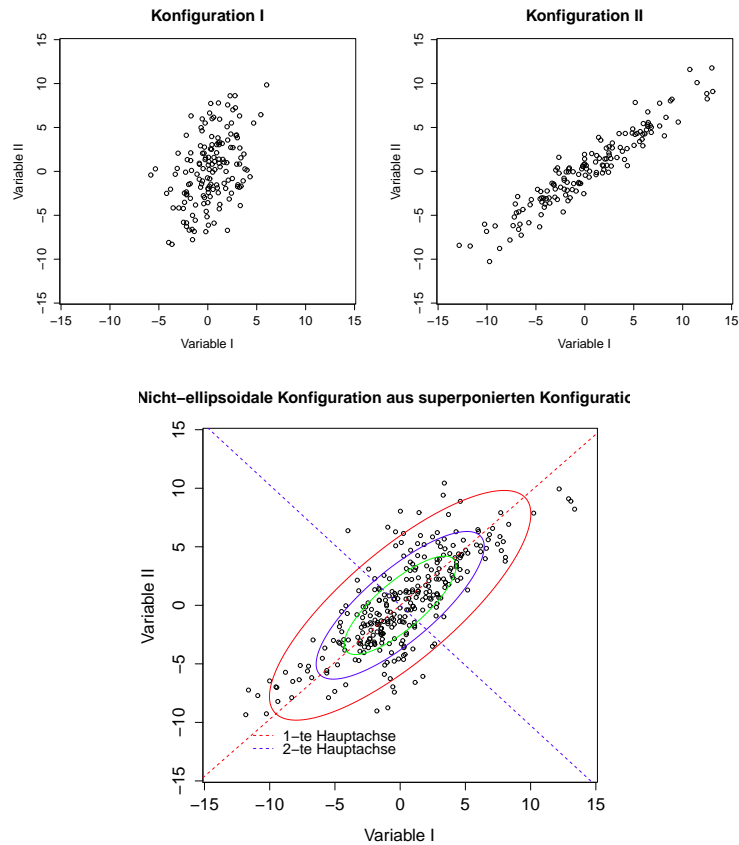 Konfiguration I
15
10
5
0
−5
−10
−15
Variable II
−15 −10 −5 0 5 10 15
Variable I
Konfiguration II
15
10
5
0
−5
−10
−15
Variable II
−15 −10 −5 0 5 10 15
Variable I
Nicht−ellipsoidale Konfiguration aus superponierten Konfiguratic
15
10
5
0
−5
−10
−15
Variable II
1−te Hauptachse
2−te Hauptachse
−15 −10 −5 0 5 10 15
Variable I